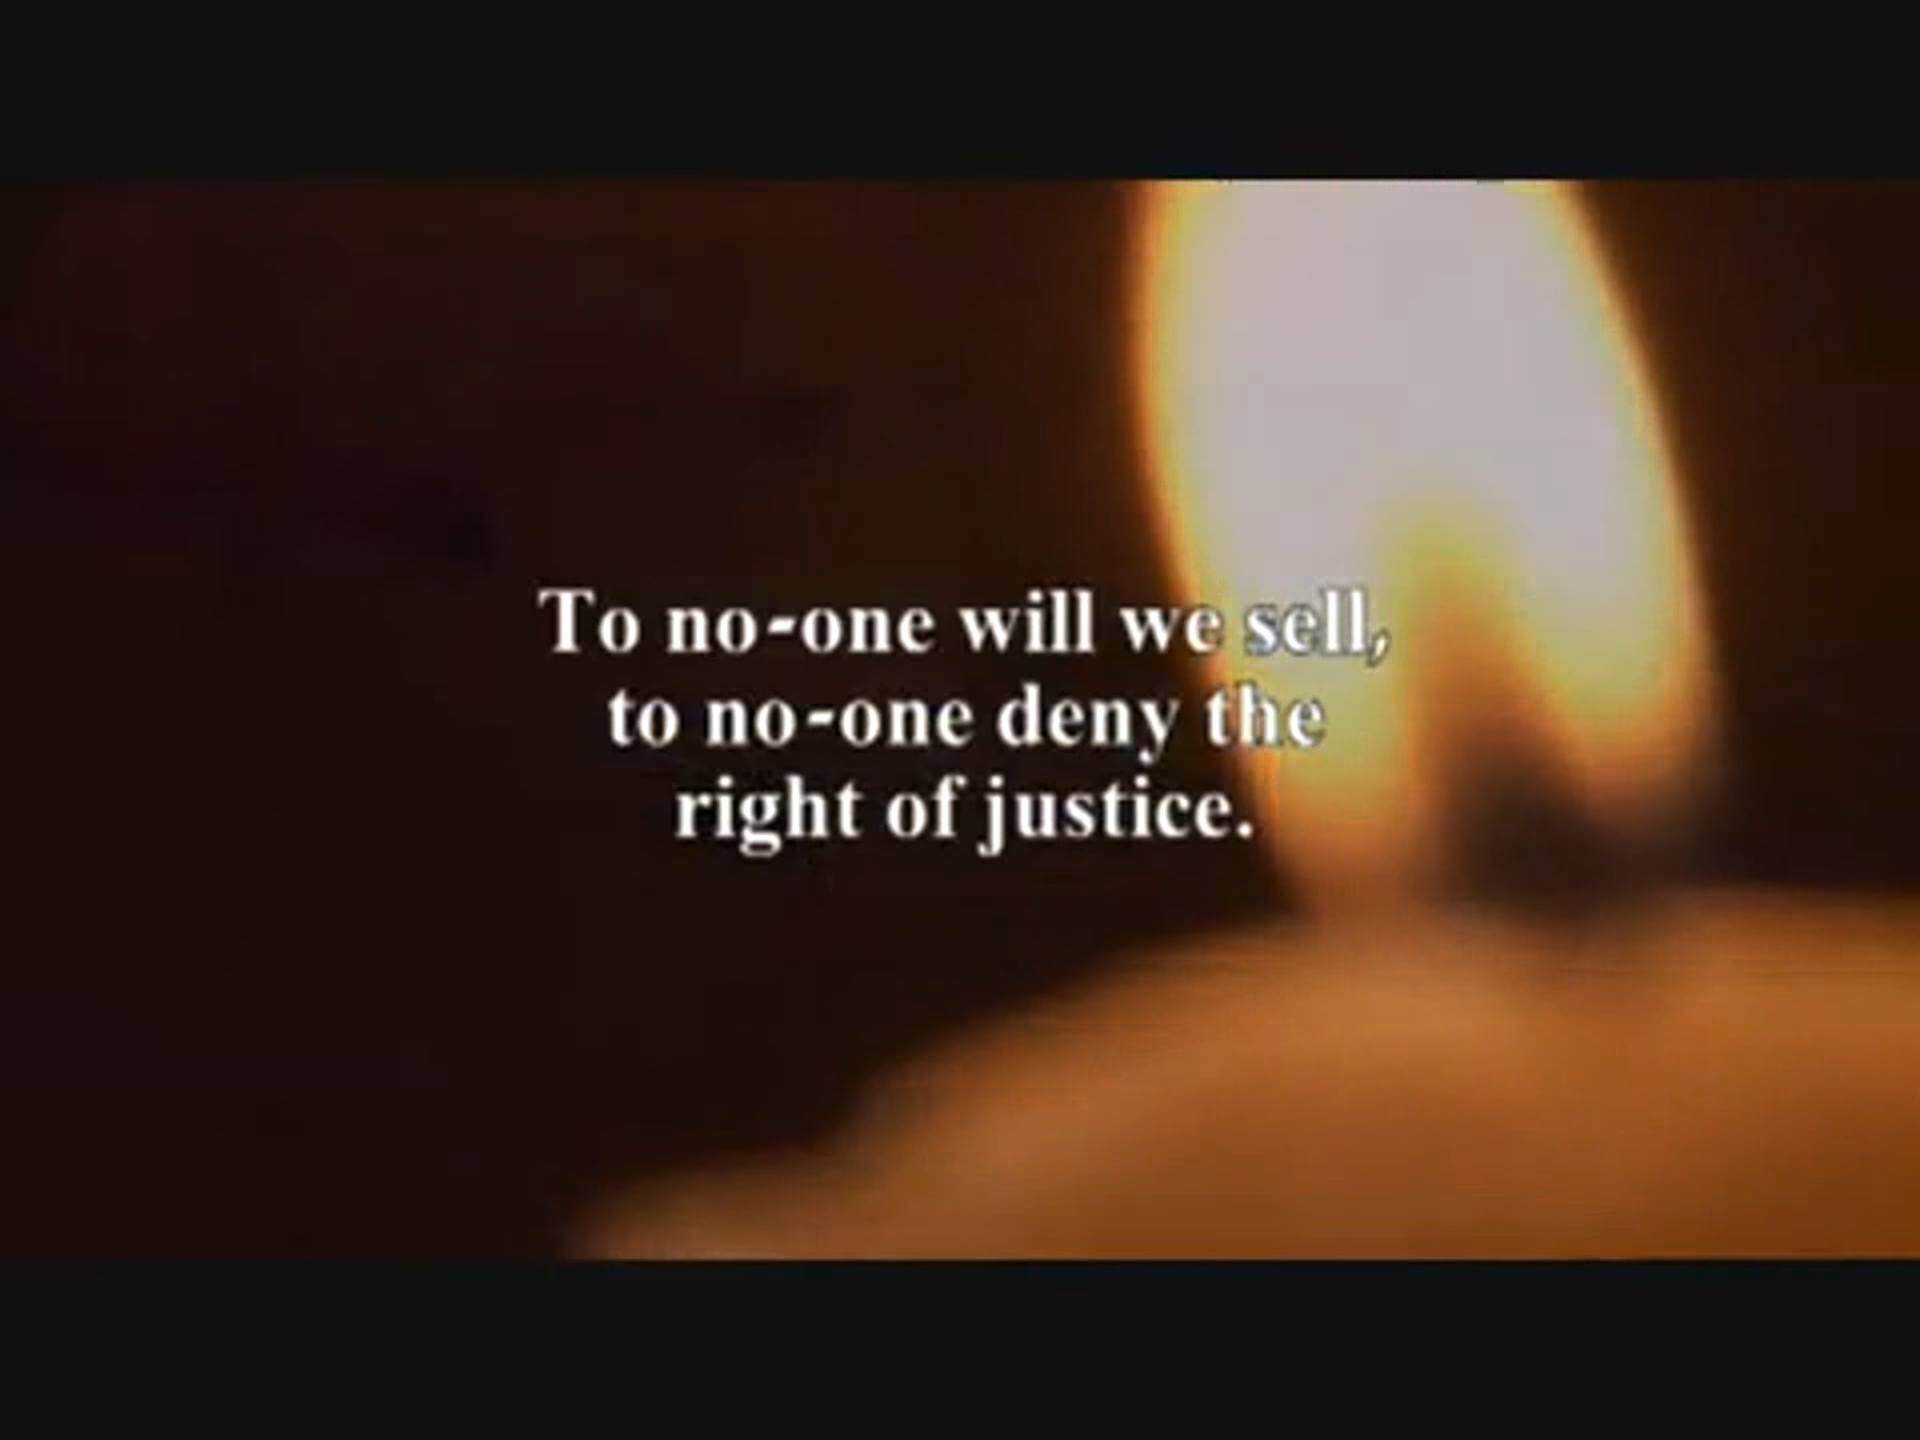 To no-one will we sell,
to no-one deny the
right of justice.